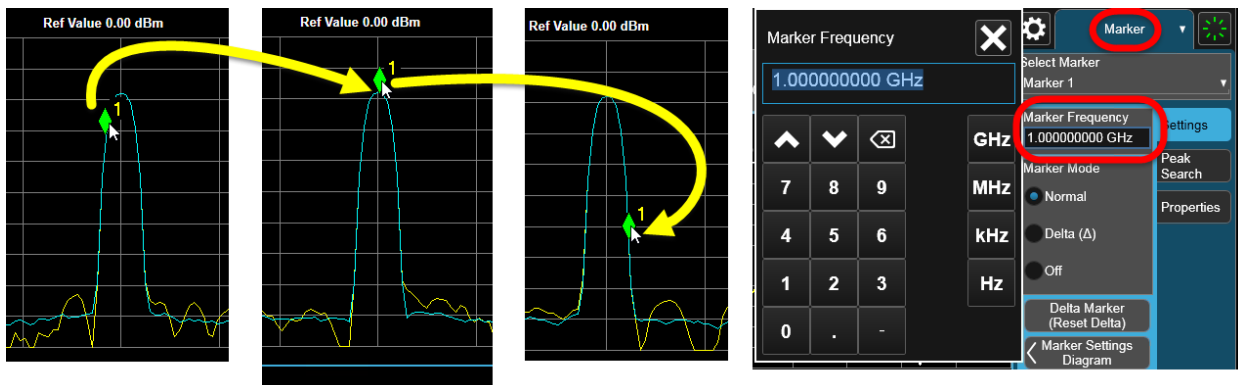 Ref Value 0.00 dBm
1
Ref Value 0.00 dBm
1
Ref Value 0.00 dBm
1
Marker Frequency
1.000000000 GHz
GHz
7 8 9 MHz
4 5 6 kHz
1 2 3 Hz
0 . -
Marker
Select Marker
Marker 1
Marker Frequency
1.000000000 GHz
Marker Mode
Normal
Delta (Δ)
Off
Delta Marker
(Reset Delta)
Marker Settings
Diagram
Settings
Peak
Search
Properties